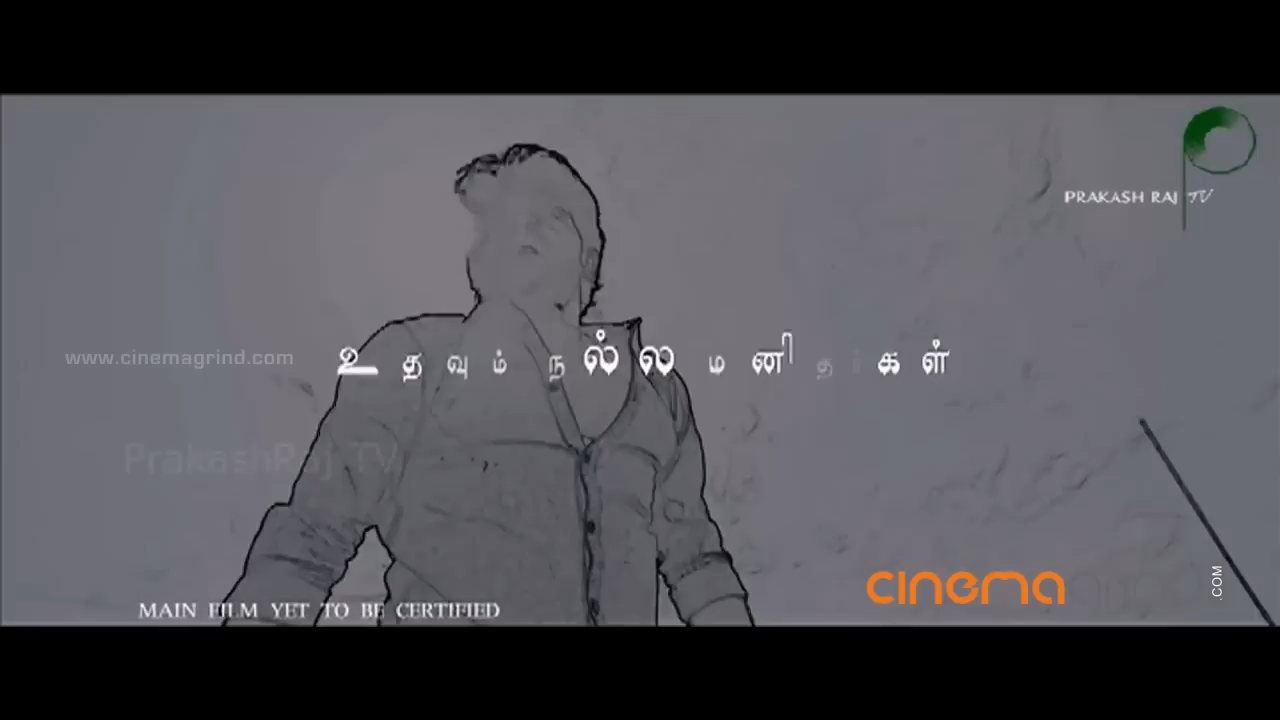 PRAKASH RAJ TV
www.cinemagrind.com
உதவும் நல்ல மனிதர்கள்
PrakashRaj TV
cinema
.COM
MAIN FILM YET TO BE CERTIFIED